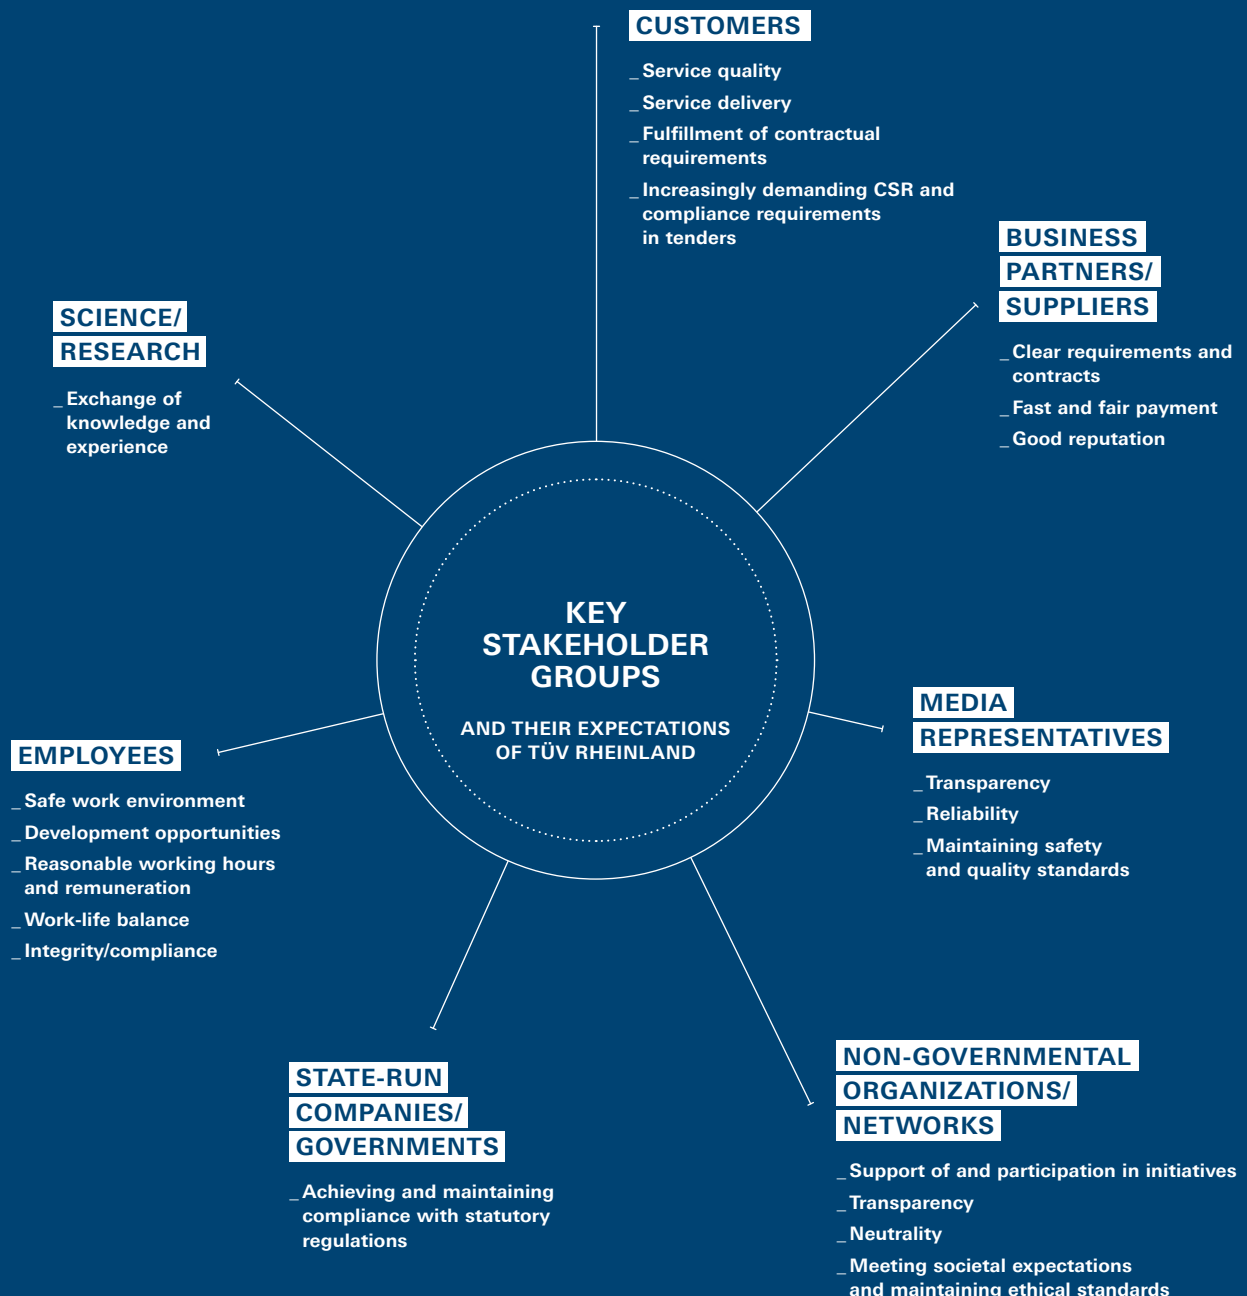 CUSTOMERS
_ Service quality
_ Service delivery
_ Fulfillment of contractual
requirements
_ Increasingly demanding CSR and
compliance requirements
in tenders
BUSINESS
PARTNERS/
SUPPLIERS
_ Clear requirements and
contracts
_ Fast and fair payment
_ Good reputation
SCIENCE/
RESEARCH
_ Exchange of
knowledge and
experience
KEY
STAKEHOLDER
GROUPS
AND THEIR EXPECTATIONS
OF TÜV RHEINLAND
MEDIA
REPRESENTATIVES
_ Transparency
_ Reliability
_ Maintaining safety
and quality standards
EMPLOYEES
_ Safe work environment
_ Development opportunities
_ Reasonable working hours
and remuneration
_ Work-life balance
_ Integrity/compliance
STATE-RUN
COMPANIES/
GOVERNMENTS
_ Achieving and maintaining
compliance with statutory
regulations
NON-GOVERNMENTAL
ORGANIZATIONS/
NETWORKS
_ Support of and participation in initiatives
_ Transparency
_ Neutrality
_ Meeting societal expectations
and maintaining ethical standards